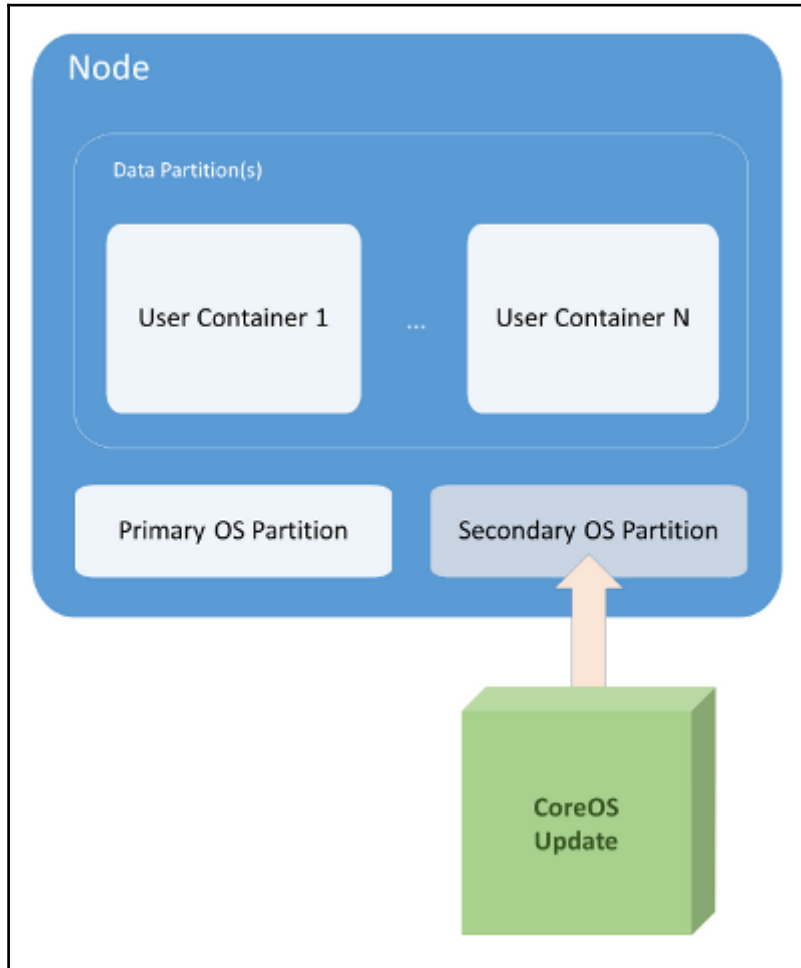 Node
Data Partition(s)
User Container 1
...
User Container N
Primary OS Partition
Secondary OS Partition
CoreOS
Update